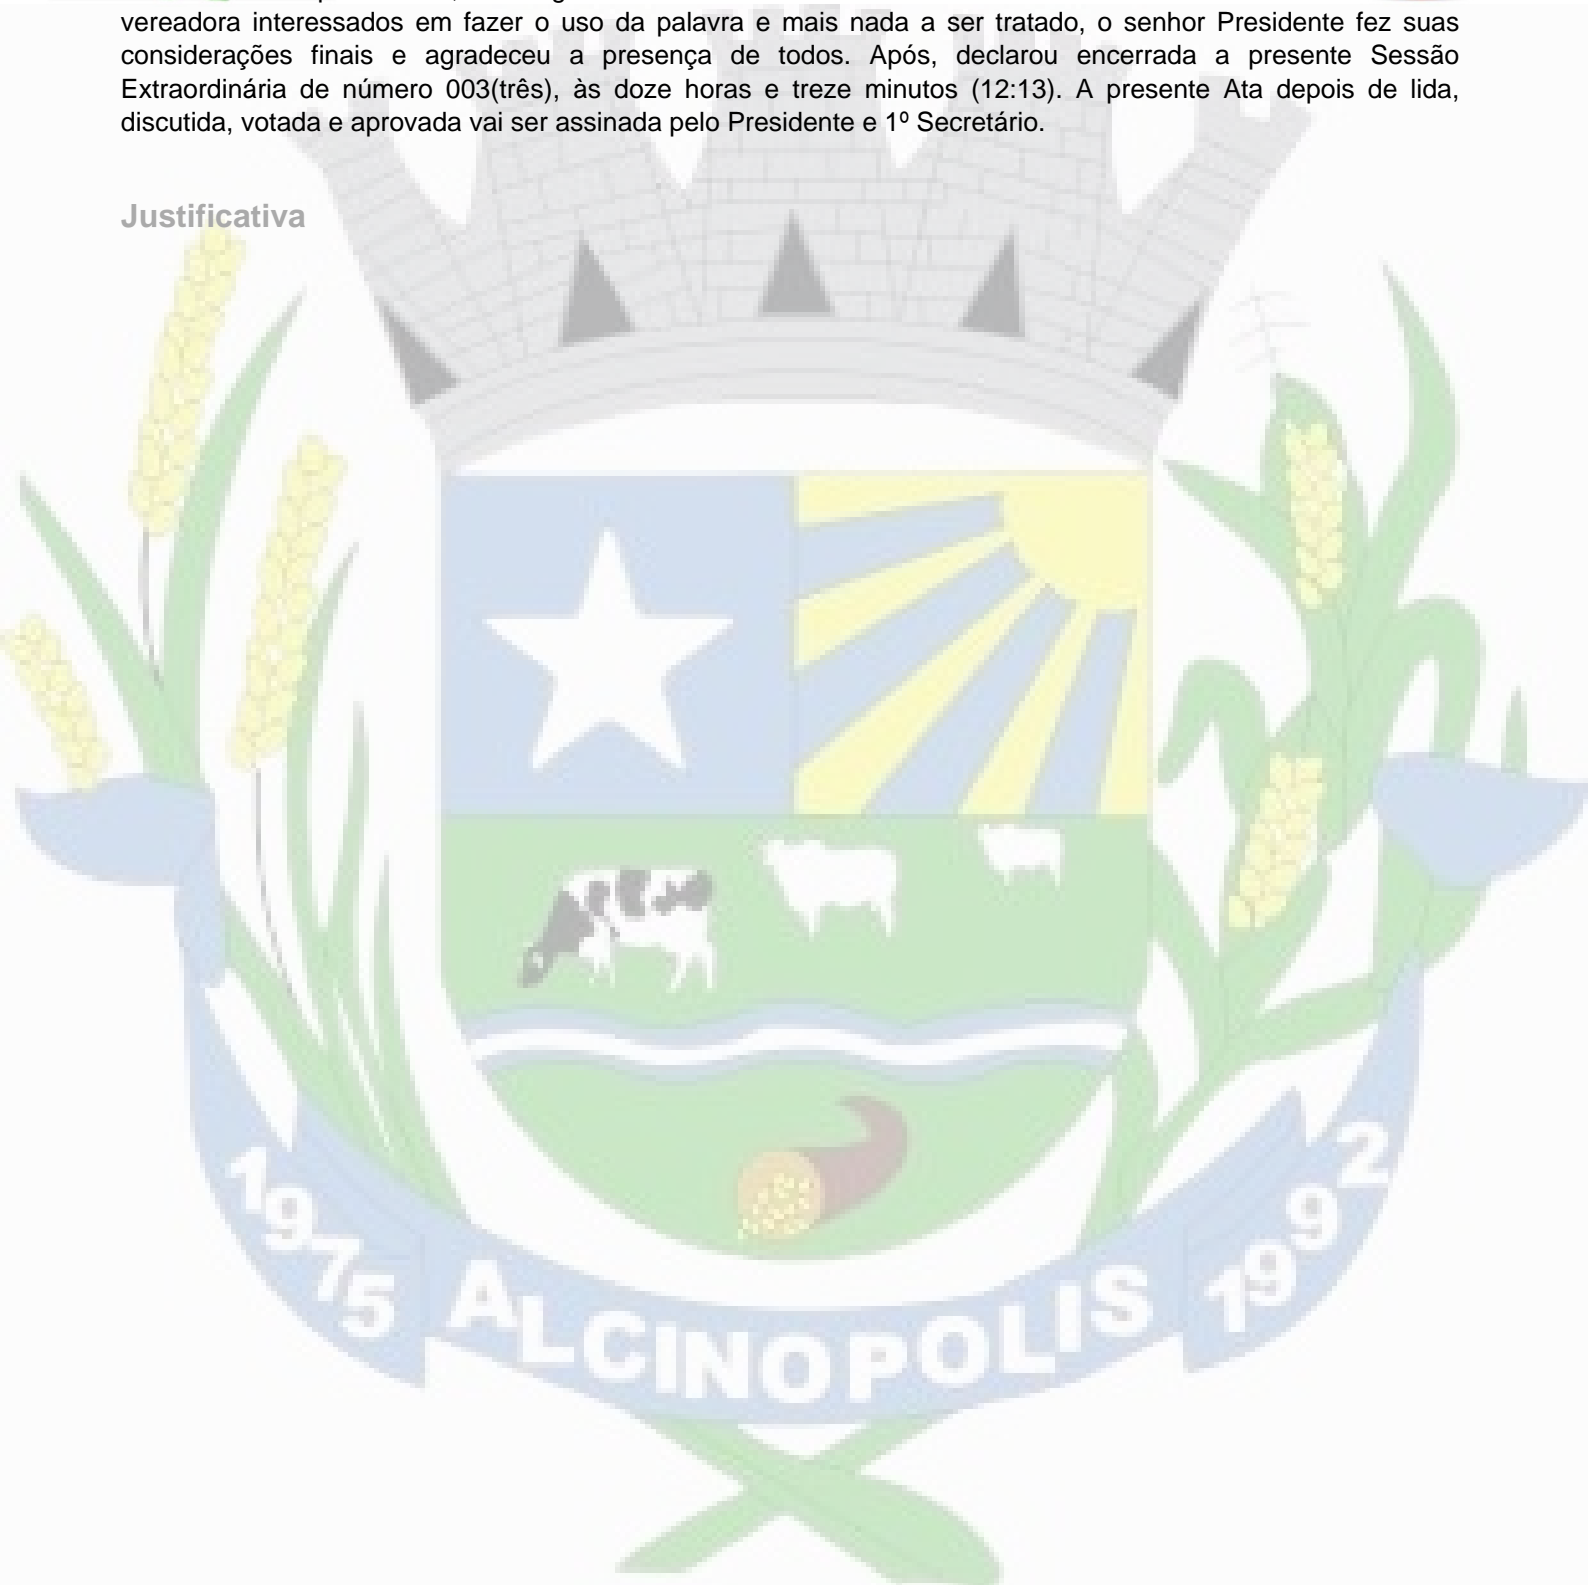 vereadora interessados em fazer o uso da palavra e mais nada a ser tratado, o senhor Presidente fez suas
considerações finais e agradeceu a presença de todos. Após, declarou encerrada a presente Sessão
Extraordinária de número 003(três), às doze horas e treze minutos (12:13). A presente Ata depois de lida,
discutida, votada e aprovada vai ser assinada pelo Presidente e 1º Secretário.
Justificativa
1975 ALCINOPOLIS 1992